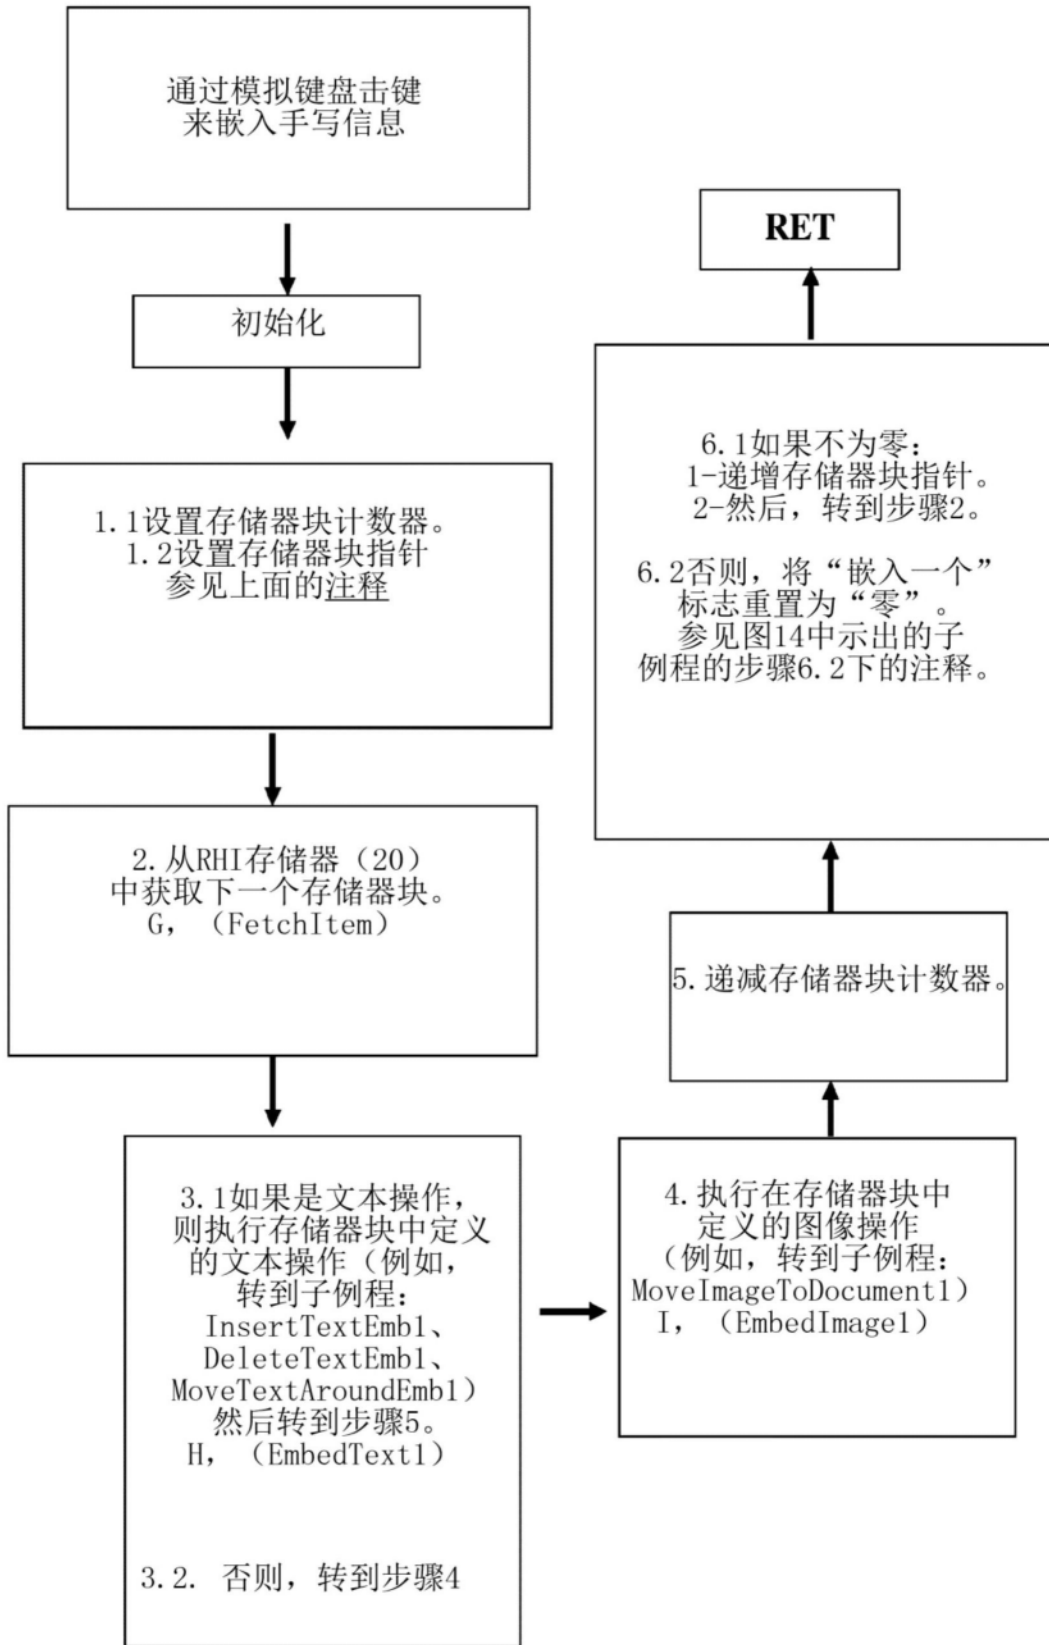 通过模拟键盘击键
来嵌入手写信息
初始化
1.1设置存储器块计数器。
1.2设置存储器块指针
参见上面的注释
2.从RHI存储器（20）
中获取下一个存储器块。
G，（FetchItem）
3.1如果是文本操作，
则执行存储器块中定义
的文本操作（例如，
转到子例程：
InsertTextEmb1、
DeleteTextEmb1、
MoveTextAroundEmb1）
然后转到步骤5。
H，（EmbedText1）
3.2. 否则，转到步骤4
4.执行在存储器块中
定义的图像操作
（例如，转到子例程：
MoveImageToDocument1）
I，（EmbedImage1）
5.递减存储器块计数器。
6.1如果不为零：
1-递增存储器块指针。
2-然后，转到步骤2。
6.2否则，将“嵌入一个”
标志重置为“零”。
参见图14中示出的子
例程的步骤6.2下的注释。
RET